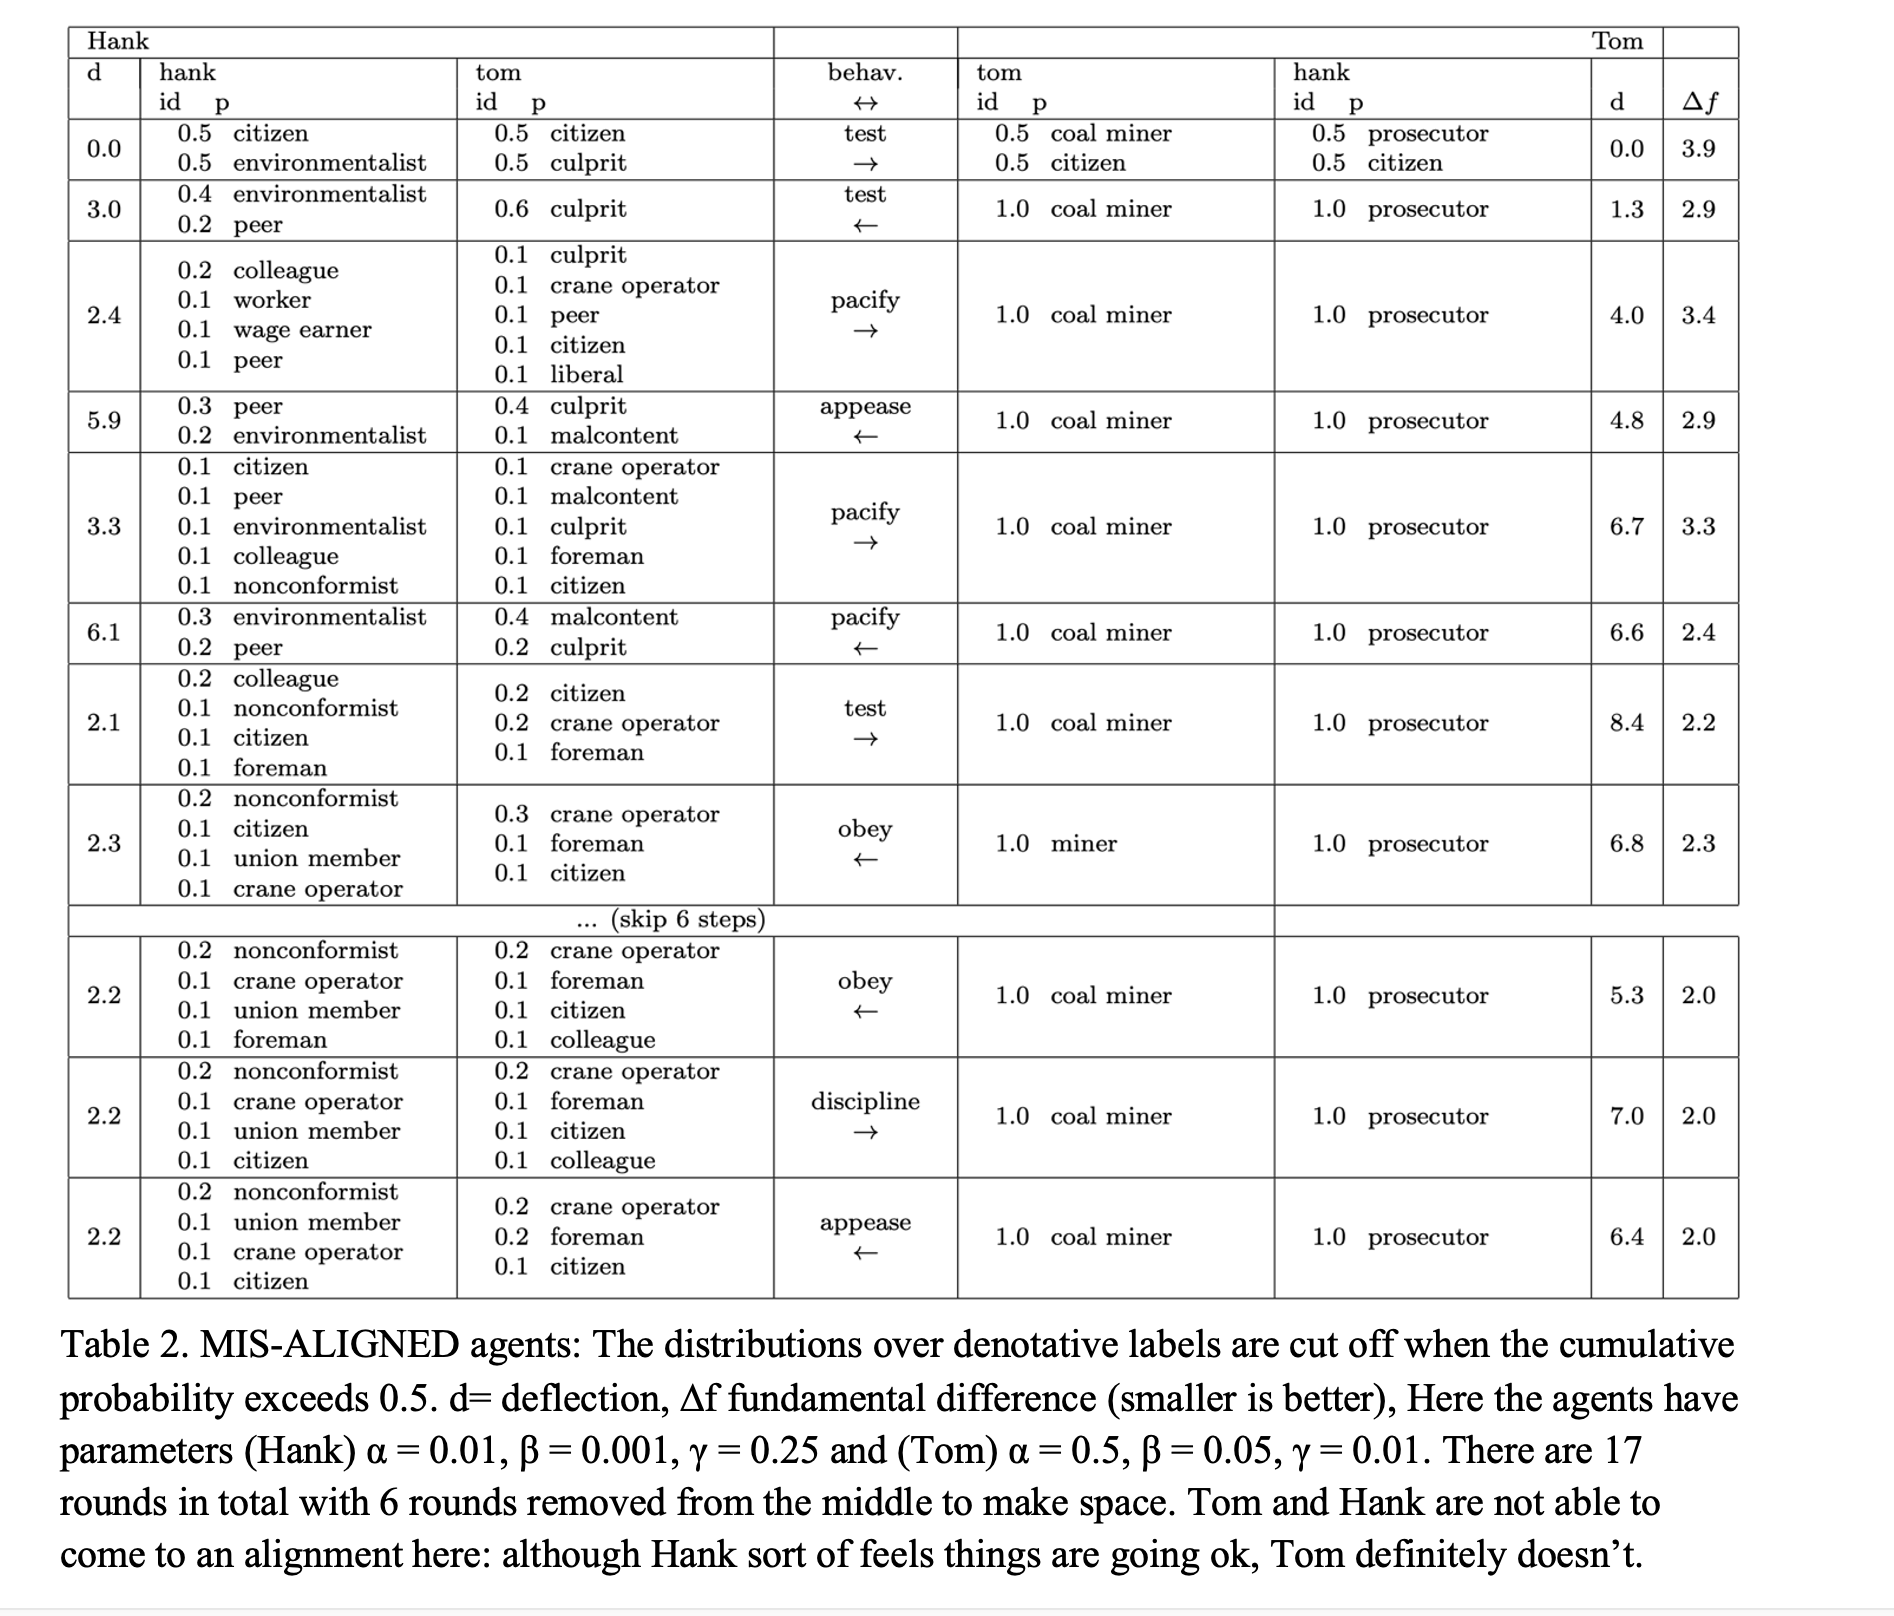 Hank Tom
d hank tom behav. tom hank
id p id p ↔ id p id p d Δf
0.0 0.5 citizen 0.5 citizen test 0.5 coal miner 0.5 prosecutor 0.0 3.9
0.5 environmentalist 0.5 culprit → 0.5 citizen 0.5 citizen
3.0 0.4 environmentalist 0.6 culprit test 1.0 coal miner 1.0 prosecutor 1.3 2.9
0.2 peer ←
2.4 0.2 colleague 0.1 culprit pacify 1.0 coal miner 1.0 prosecutor 4.0 3.4
0.1 worker 0.1 crane operator →
0.1 wage earner 0.1 peer
0.1 peer 0.1 citizen
0.1 liberal
5.9 0.3 peer 0.4 culprit appease 1.0 coal miner 1.0 prosecutor 4.8 2.9
0.2 environmentalist 0.1 malcontent ←
3.3 0.1 citizen 0.1 crane operator pacify 1.0 coal miner 1.0 prosecutor 6.7 3.3
0.1 peer 0.1 malcontent →
0.1 environmentalist 0.1 culprit
0.1 colleague 0.1 foreman
0.1 nonconformist 0.1 citizen
6.1 0.3 environmentalist 0.4 malcontent pacify 1.0 coal miner 1.0 prosecutor 6.6 2.4
0.2 peer 0.2 culprit ←
2.1 0.2 colleague 0.2 citizen test 1.0 coal miner 1.0 prosecutor 8.4 2.2
0.1 nonconformist 0.2 crane operator →
0.1 citizen 0.1 foreman
0.1 foreman
2.3 0.2 nonconformist 0.3 crane operator obey 1.0 miner 1.0 prosecutor 6.8 2.3
0.1 citizen 0.1 foreman ←
0.1 union member 0.1 citizen
0.1 crane operator
... (skip 6 steps)
2.2 0.2 nonconformist 0.2 crane operator obey 1.0 coal miner 1.0 prosecutor 5.3 2.0
0.1 crane operator 0.1 foreman ←
0.1 union member 0.1 citizen
0.1 foreman 0.1 colleague
2.2 0.2 nonconformist 0.2 crane operator discipline 1.0 coal miner 1.0 prosecutor 7.0 2.0
0.1 crane operator 0.1 foreman →
0.1 union member 0.1 citizen
0.1 citizen 0.1 colleague
2.2 0.2 nonconformist 0.2 crane operator appease 1.0 coal miner 1.0 prosecutor 6.4 2.0
0.1 union member 0.2 foreman ←
0.1 crane operator 0.1 citizen
0.1 citizen
Table 2. MIS-ALIGNED agents: The distributions over denotative labels are cut off when the cumulative
probability exceeds 0.5. d= deflection, Δf fundamental difference (smaller is better), Here the agents have
parameters (Hank) α = 0.01, β = 0.001, γ = 0.25 and (Tom) α = 0.5, β = 0.05, γ = 0.01. There are 17
rounds in total with 6 rounds removed from the middle to make space. Tom and Hank are not able to
come to an alignment here: although Hank sort of feels things are going ok, Tom definitely doesn’t.